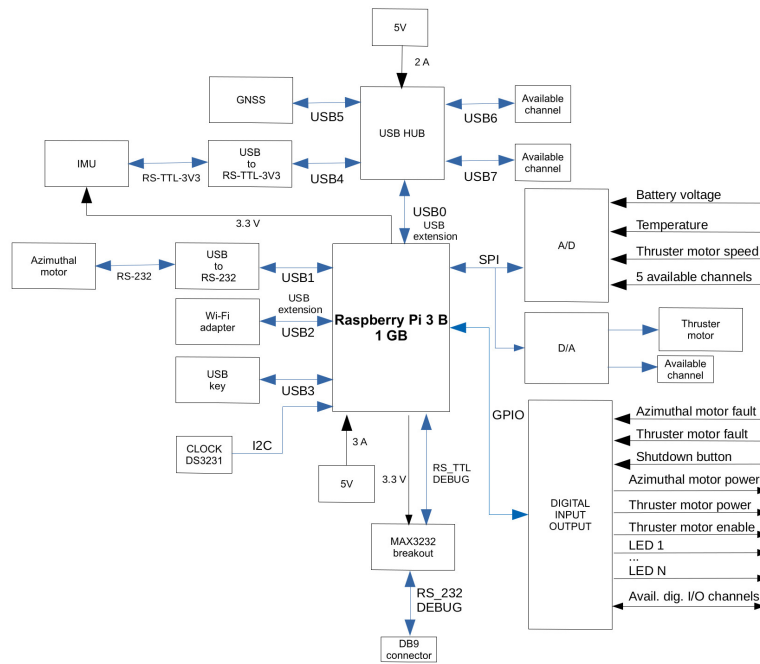 5V
2 A
GNSS
USB5
USB HUB
USB6
Available
channel
IMU
RS-TTL-3V3
USB
to
RS-TTL-3V3
USB4
USB7
Available
channel
3.3 V
USB0
USB
extension
A/D
Battery voltage
Temperature
Thruster motor speed
5 available channels
Azimuthal
motor
RS-232
USB
to
RS-232
USB1
SPI
Wi-Fi
adapter
USB
extension
USB2
Raspberry Pi 3 B
1 GB
D/A
Thruster
motor
Available
channel
USB
key
USB3
GPIO
CLOCK
DS3231
I2C
3 A
5V
3.3 V
RS_TTL
DEBUG
DIGITAL
INPUT
OUTPUT
Azimuthal motor fault
Thruster motor fault
Shutdown button
Azimuthal motor power
Thruster motor power
Thruster motor enable
LED 1
...
LED N
Avail. dig. I/O channels
MAX3232
breakout
RS_232
DEBUG
DB9
connector